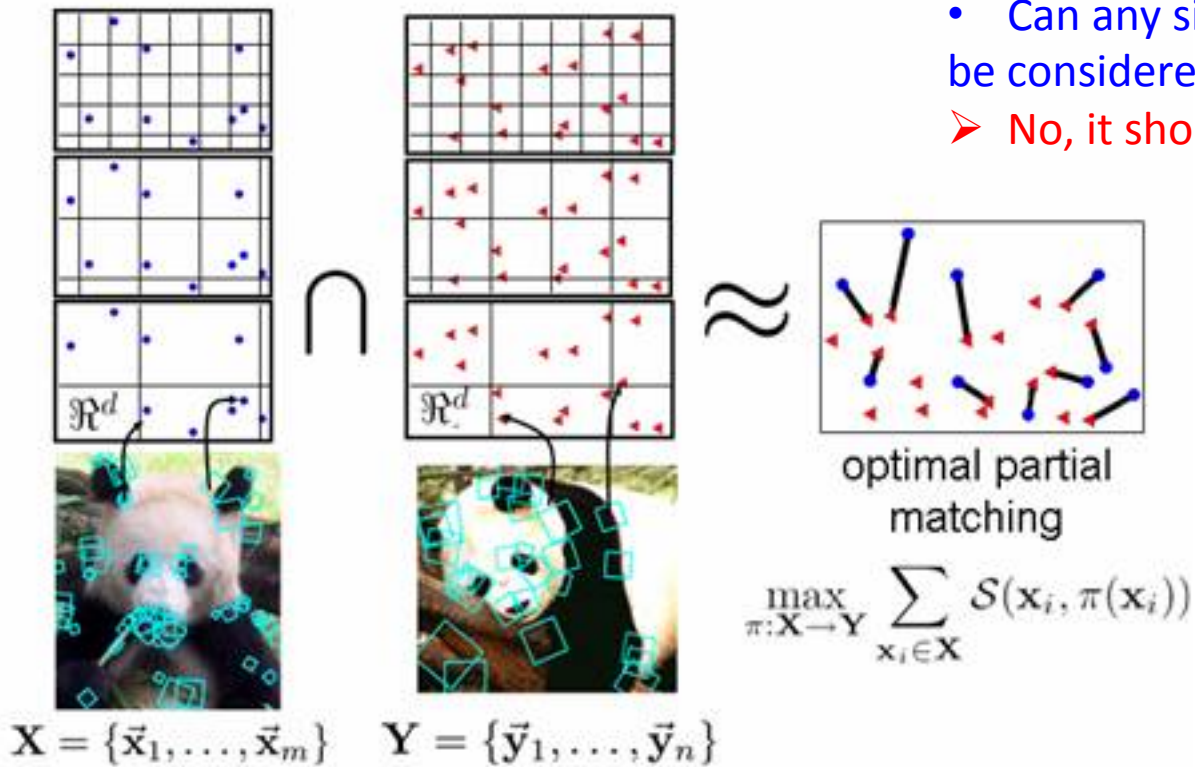 • Can any si
be considere
➢ No, it sho
ℜ^d
∩
ℜ^d
≈
optimal partial
matching
max_{π:X→Y} ∑_{x_i∈X} S(x_i, π(x_i))
X = {x⃗_1, . . . , x⃗_m}
Y = {y⃗_1, . . . , y⃗_n}